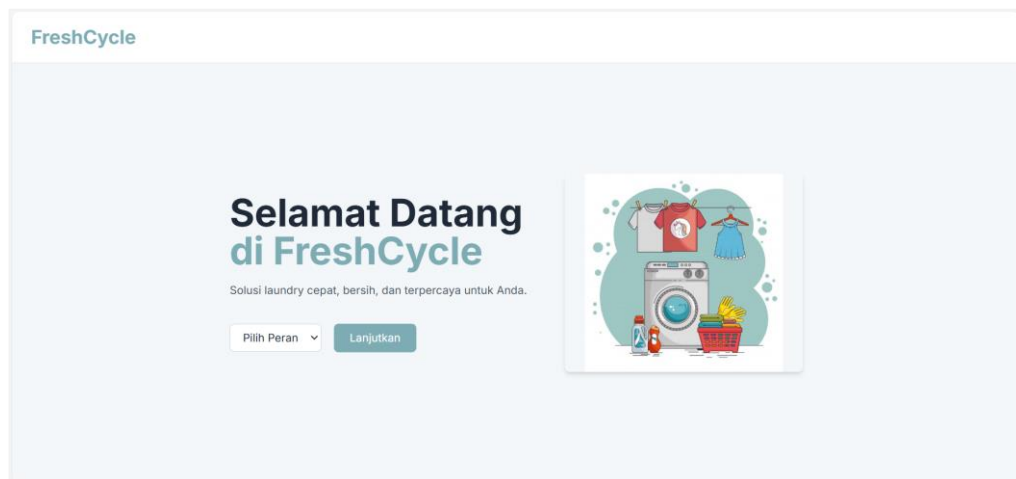 FreshCycle
Selamat Datang
di FreshCycle
Solusi laundry cepat, bersih, dan terpercaya untuk Anda.
Pilih Peran
Lanjutkan